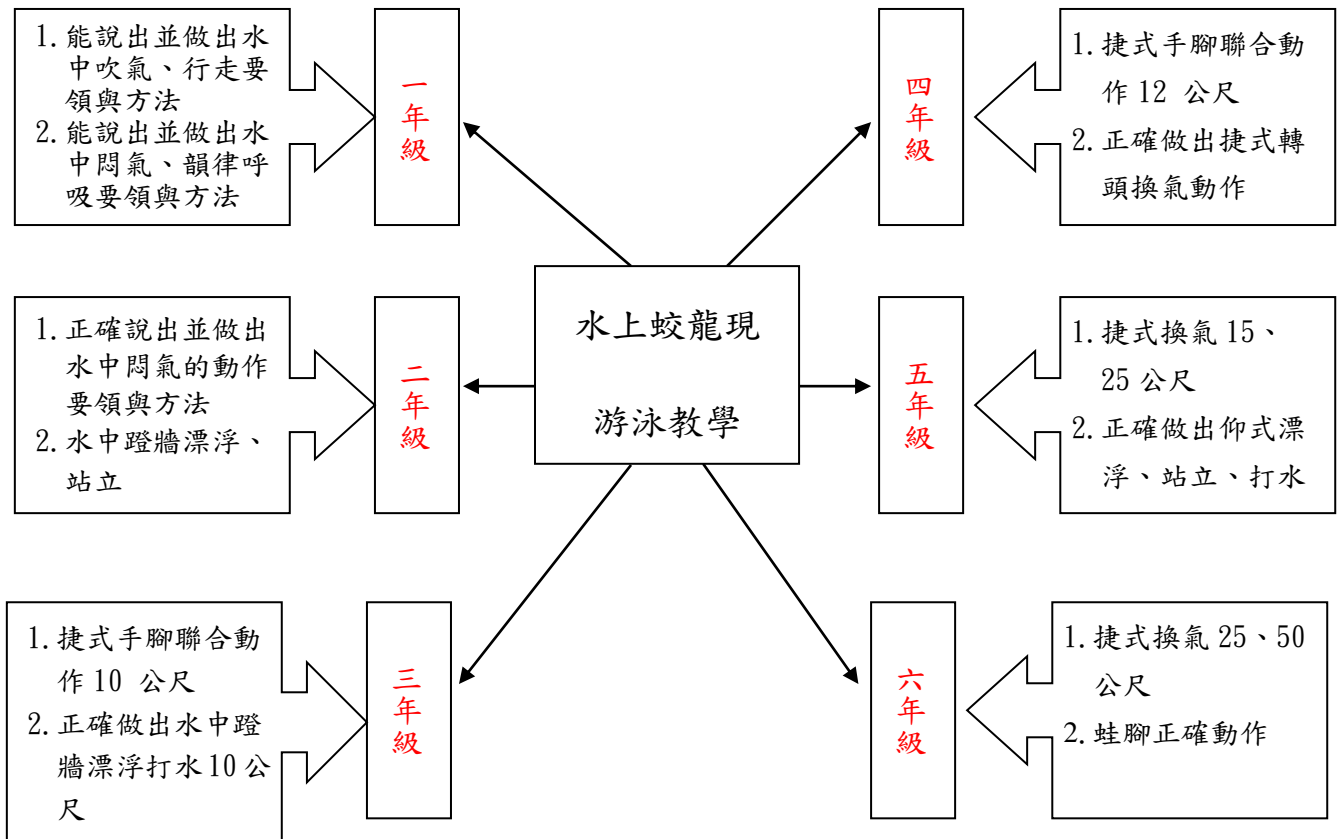 1. 能說出並做出水
中吹氣、行走要
領與方法
2. 能說出並做出水
中悶氣、韻律呼
吸要領與方法
一年級
四年級
1. 捷式手腳聯合動
作 12 公尺
2. 正確做出捷式轉
頭換氣動作
水上蛟龍現
游泳教學
1. 正確說出並做出
水中悶氣的動作
要領與方法
2. 水中蹬牆漂浮、
站立
二年級
五年級
1. 捷式換氣 15、
25 公尺
2. 正確做出仰式漂
浮、站立、打水
1. 捷式手腳聯合動
作 10 公尺
2. 正確做出水中蹬
牆漂浮打水 10 公
尺
三年級
六年級
1. 捷式換氣 25、50
公尺
2. 蛙腳正確動作